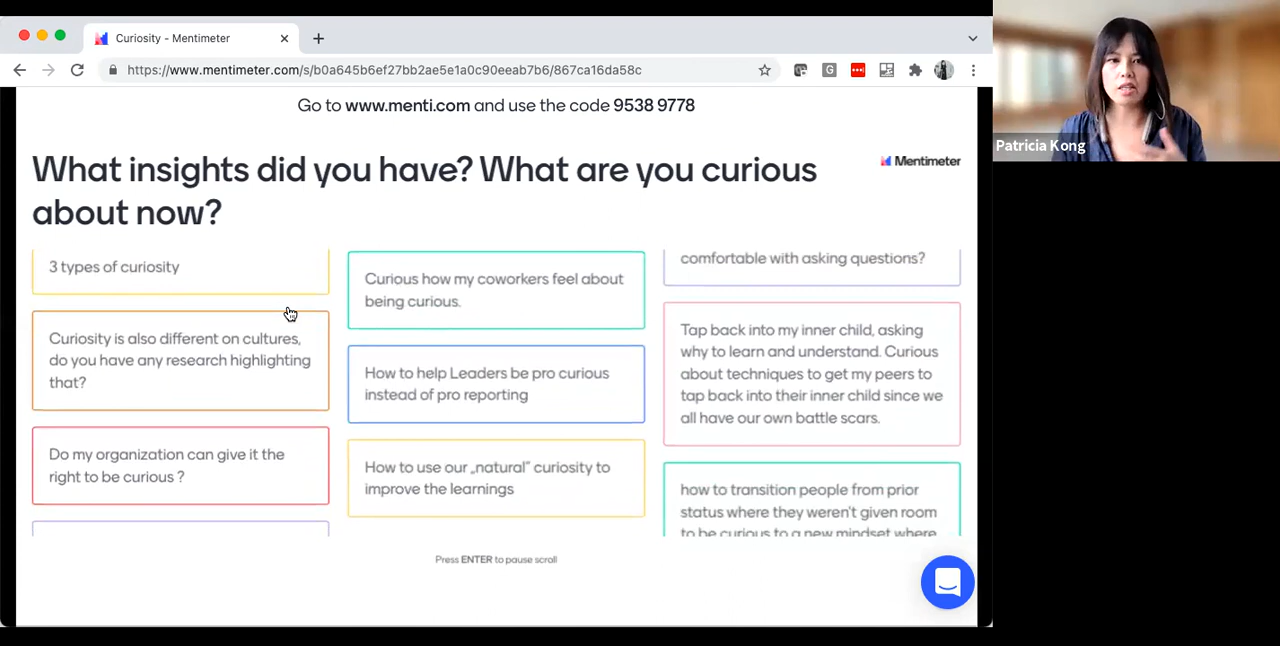 Curiosity - Mentimeter
https://www.mentimeter.com/s/b0a645b6ef27bb2ae5e1a0c90eeab7b6/867ca16da58c
Go to www.menti.com and use the code 9538 9778
What insights did you have? What are you curious
about now?
Mentimeter
3 types of curiosity
Curiosity is also different on cultures,
do you have any research highlighting
that?
Do my organization can give it the
right to be curious ?
Curious how my coworkers feel about
being curious.
How to help Leaders be pro curious
instead of pro reporting
How to use our „natural” curiosity to
improve the learnings
comfortable with asking questions?
Tap back into my inner child, asking
why to learn and understand. Curious
about techniques to get my peers to
tap back into their inner child since we
all have our own battle scars.
how to transition people from prior
status where they weren't given room
to be curious to a new mindset where
Press ENTER to pause scroll
Patricia Kong